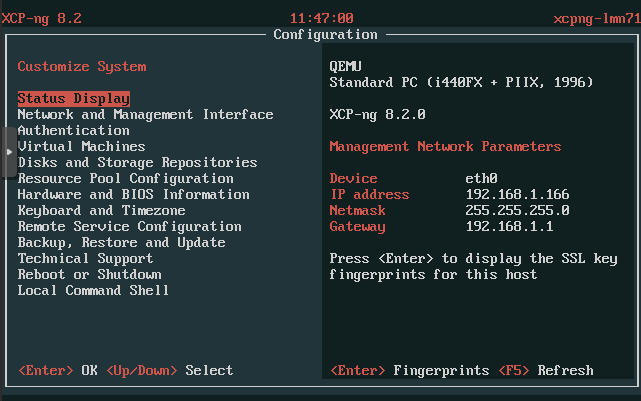 XCP-ng 8.2 11:47:00 xcpng-lmn71
Configuration
Customize System
Status Display
Network and Management Interface
Authentication
Virtual Machines
Disks and Storage Repositories
Resource Pool Configuration
Hardware and BIOS Information
Keyboard and Timezone
Remote Service Configuration
Backup, Restore and Update
Technical Support
Reboot or Shutdown
Local Command Shell
<Enter> OK <Up/Down> Select
QEMU
Standard PC (i440FX + PIIX, 1996)
XCP-ng 8.2.0
Management Network Parameters
Device eth0
IP address 192.168.1.166
Netmask 255.255.255.0
Gateway 192.168.1.1
Press <Enter> to display the SSL key
fingerprints for this host
<Enter> Fingerprints <F5> Refresh